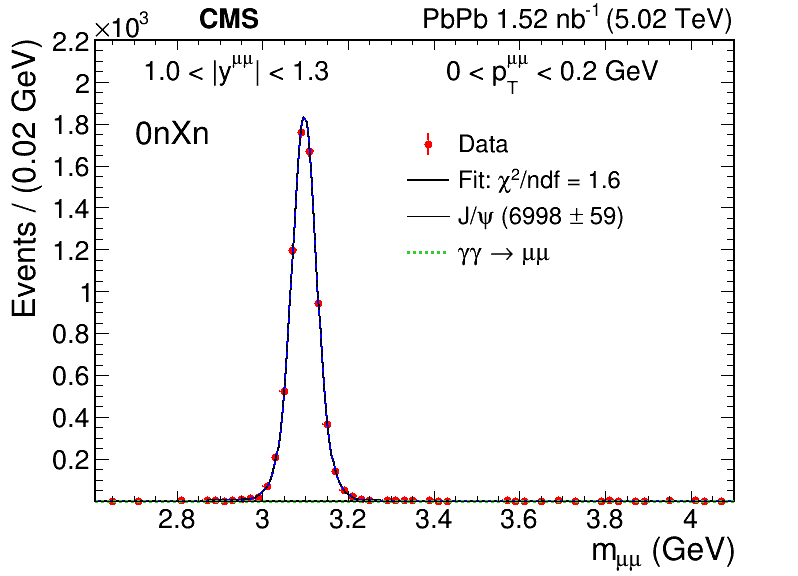 ×10³
CMS
PbPb 1.52 nb⁻¹ (5.02 TeV)
1.0 < |y^μμ| < 1.3
0 < p_T^μμ < 0.2 GeV
0nXn
Data
Fit: χ²/ndf = 1.6
J/ψ (6998 ± 59)
γγ → μμ
Events / (0.02 GeV)
2.2
2
1.8
1.6
1.4
1.2
1
0.8
0.6
0.4
0.2
2.8 3 3.2 3.4 3.6 3.8 4
m_μμ (GeV)